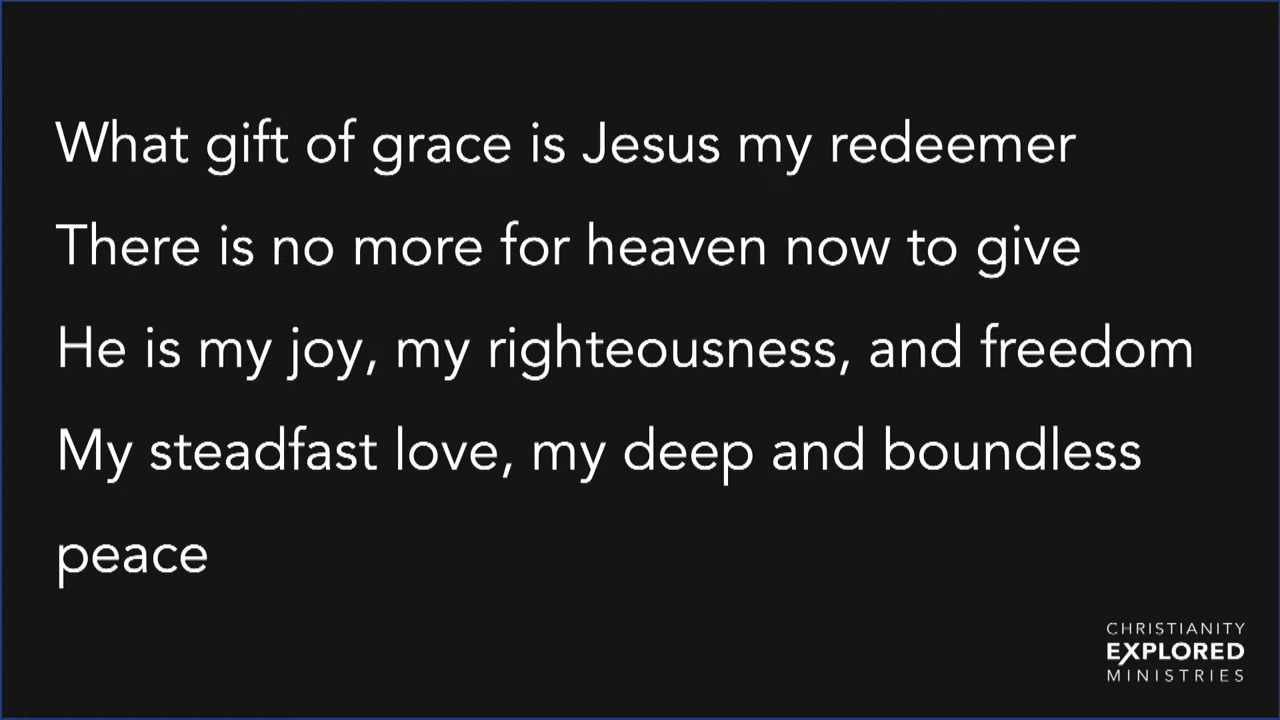 What gift of grace is Jesus my redeemer
There is no more for heaven now to give
He is my joy, my righteousness, and freedom
My steadfast love, my deep and boundless
peace
CHRISTIANITY
EXPLORED
MINISTRIES